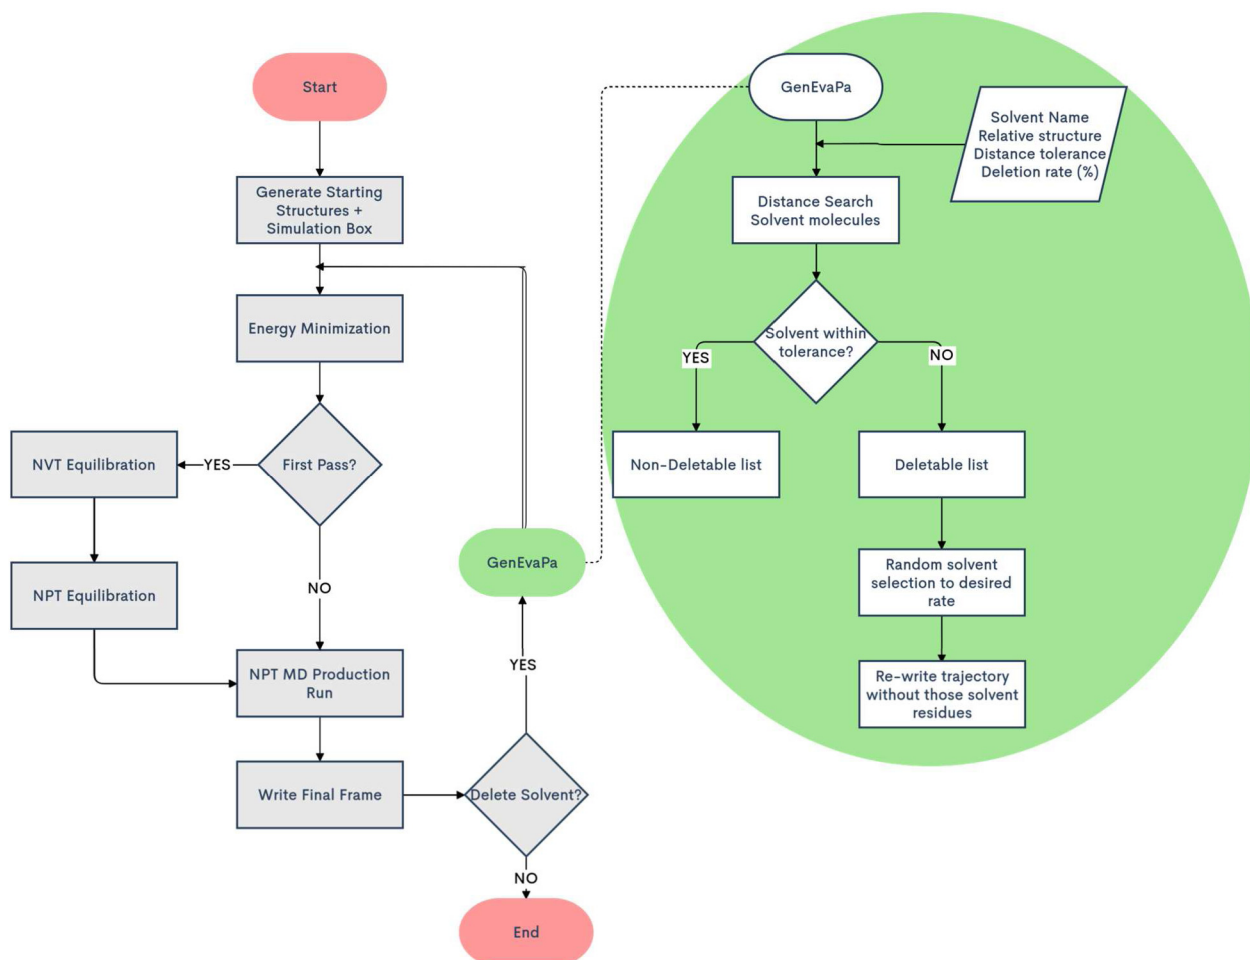 Start
Generate Starting
Structures +
Simulation Box
Energy Minimization
First Pass?
YES
NVT Equilibration
NPT Equilibration
NO
NPT MD Production
Run
Write Final Frame
Delete Solvent?
YES
GenEvaPa
NO
End
GenEvaPa
Solvent Name
Relative structure
Distance tolerance
Deletion rate (%)
Distance Search
Solvent molecules
Solvent within
tolerance?
YES
NO
Non-Deletable list
Deletable list
Random solvent
selection to desired
rate
Re-write trajectory
without those solvent
residues